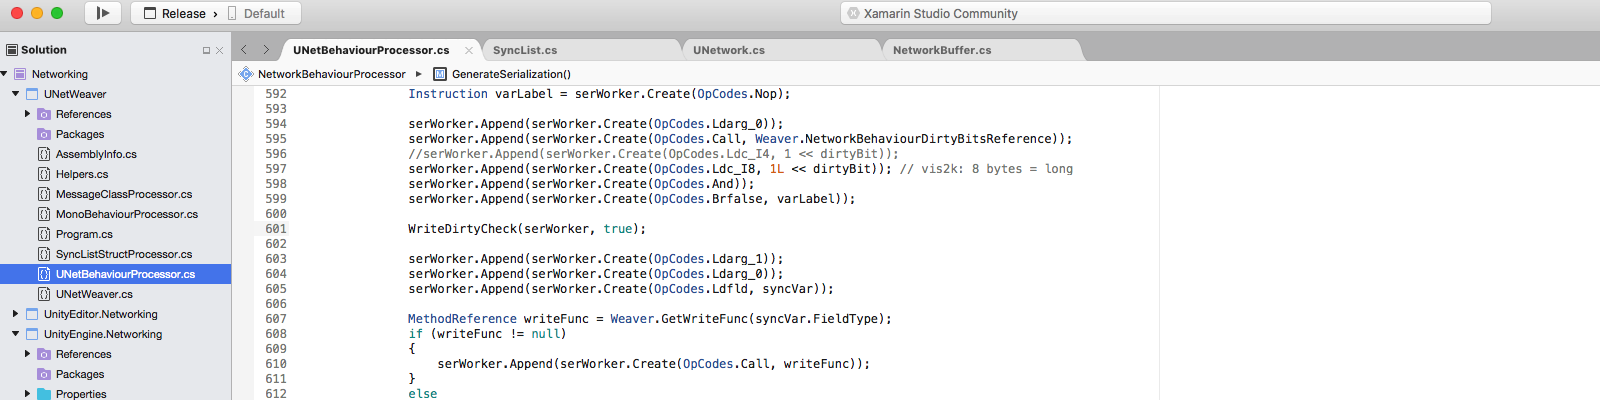 Release › Default
Xamarin Studio Community
Solution
UNetBehaviourProcessor.cs × SyncList.cs UNetwork.cs NetworkBuffer.cs
NetworkBehaviourProcessor ▸ M GenerateSerialization()
Networking
UNetWeaver
References
Packages
AssemblyInfo.cs
Helpers.cs
MessageClassProcessor.cs
MonoBehaviourProcessor.cs
Program.cs
SyncListStructProcessor.cs
UNetBehaviourProcessor.cs
UNetWeaver.cs
UnityEditor.Networking
UnityEngine.Networking
References
Packages
Properties
592 Instruction varLabel = serWorker.Create(OpCodes.Nop);
593
594 serWorker.Append(serWorker.Create(OpCodes.Ldarg_0));
595 serWorker.Append(serWorker.Create(OpCodes.Call, Weaver.NetworkBehaviourDirtyBitsReference));
596 //serWorker.Append(serWorker.Create(OpCodes.Ldc_I4, 1 << dirtyBit));
597 serWorker.Append(serWorker.Create(OpCodes.Ldc_I8, 1L << dirtyBit)); // vis2k: 8 bytes = long
598 serWorker.Append(serWorker.Create(OpCodes.And));
599 serWorker.Append(serWorker.Create(OpCodes.Brfalse, varLabel));
600
601 WriteDirtyCheck(serWorker, true);
602
603 serWorker.Append(serWorker.Create(OpCodes.Ldarg_1));
604 serWorker.Append(serWorker.Create(OpCodes.Ldarg_0));
605 serWorker.Append(serWorker.Create(OpCodes.Ldfld, syncVar));
606
607 MethodReference writeFunc = Weaver.GetWriteFunc(syncVar.FieldType);
608 if (writeFunc != null)
609 {
610 serWorker.Append(serWorker.Create(OpCodes.Call, writeFunc));
611 }
612 else